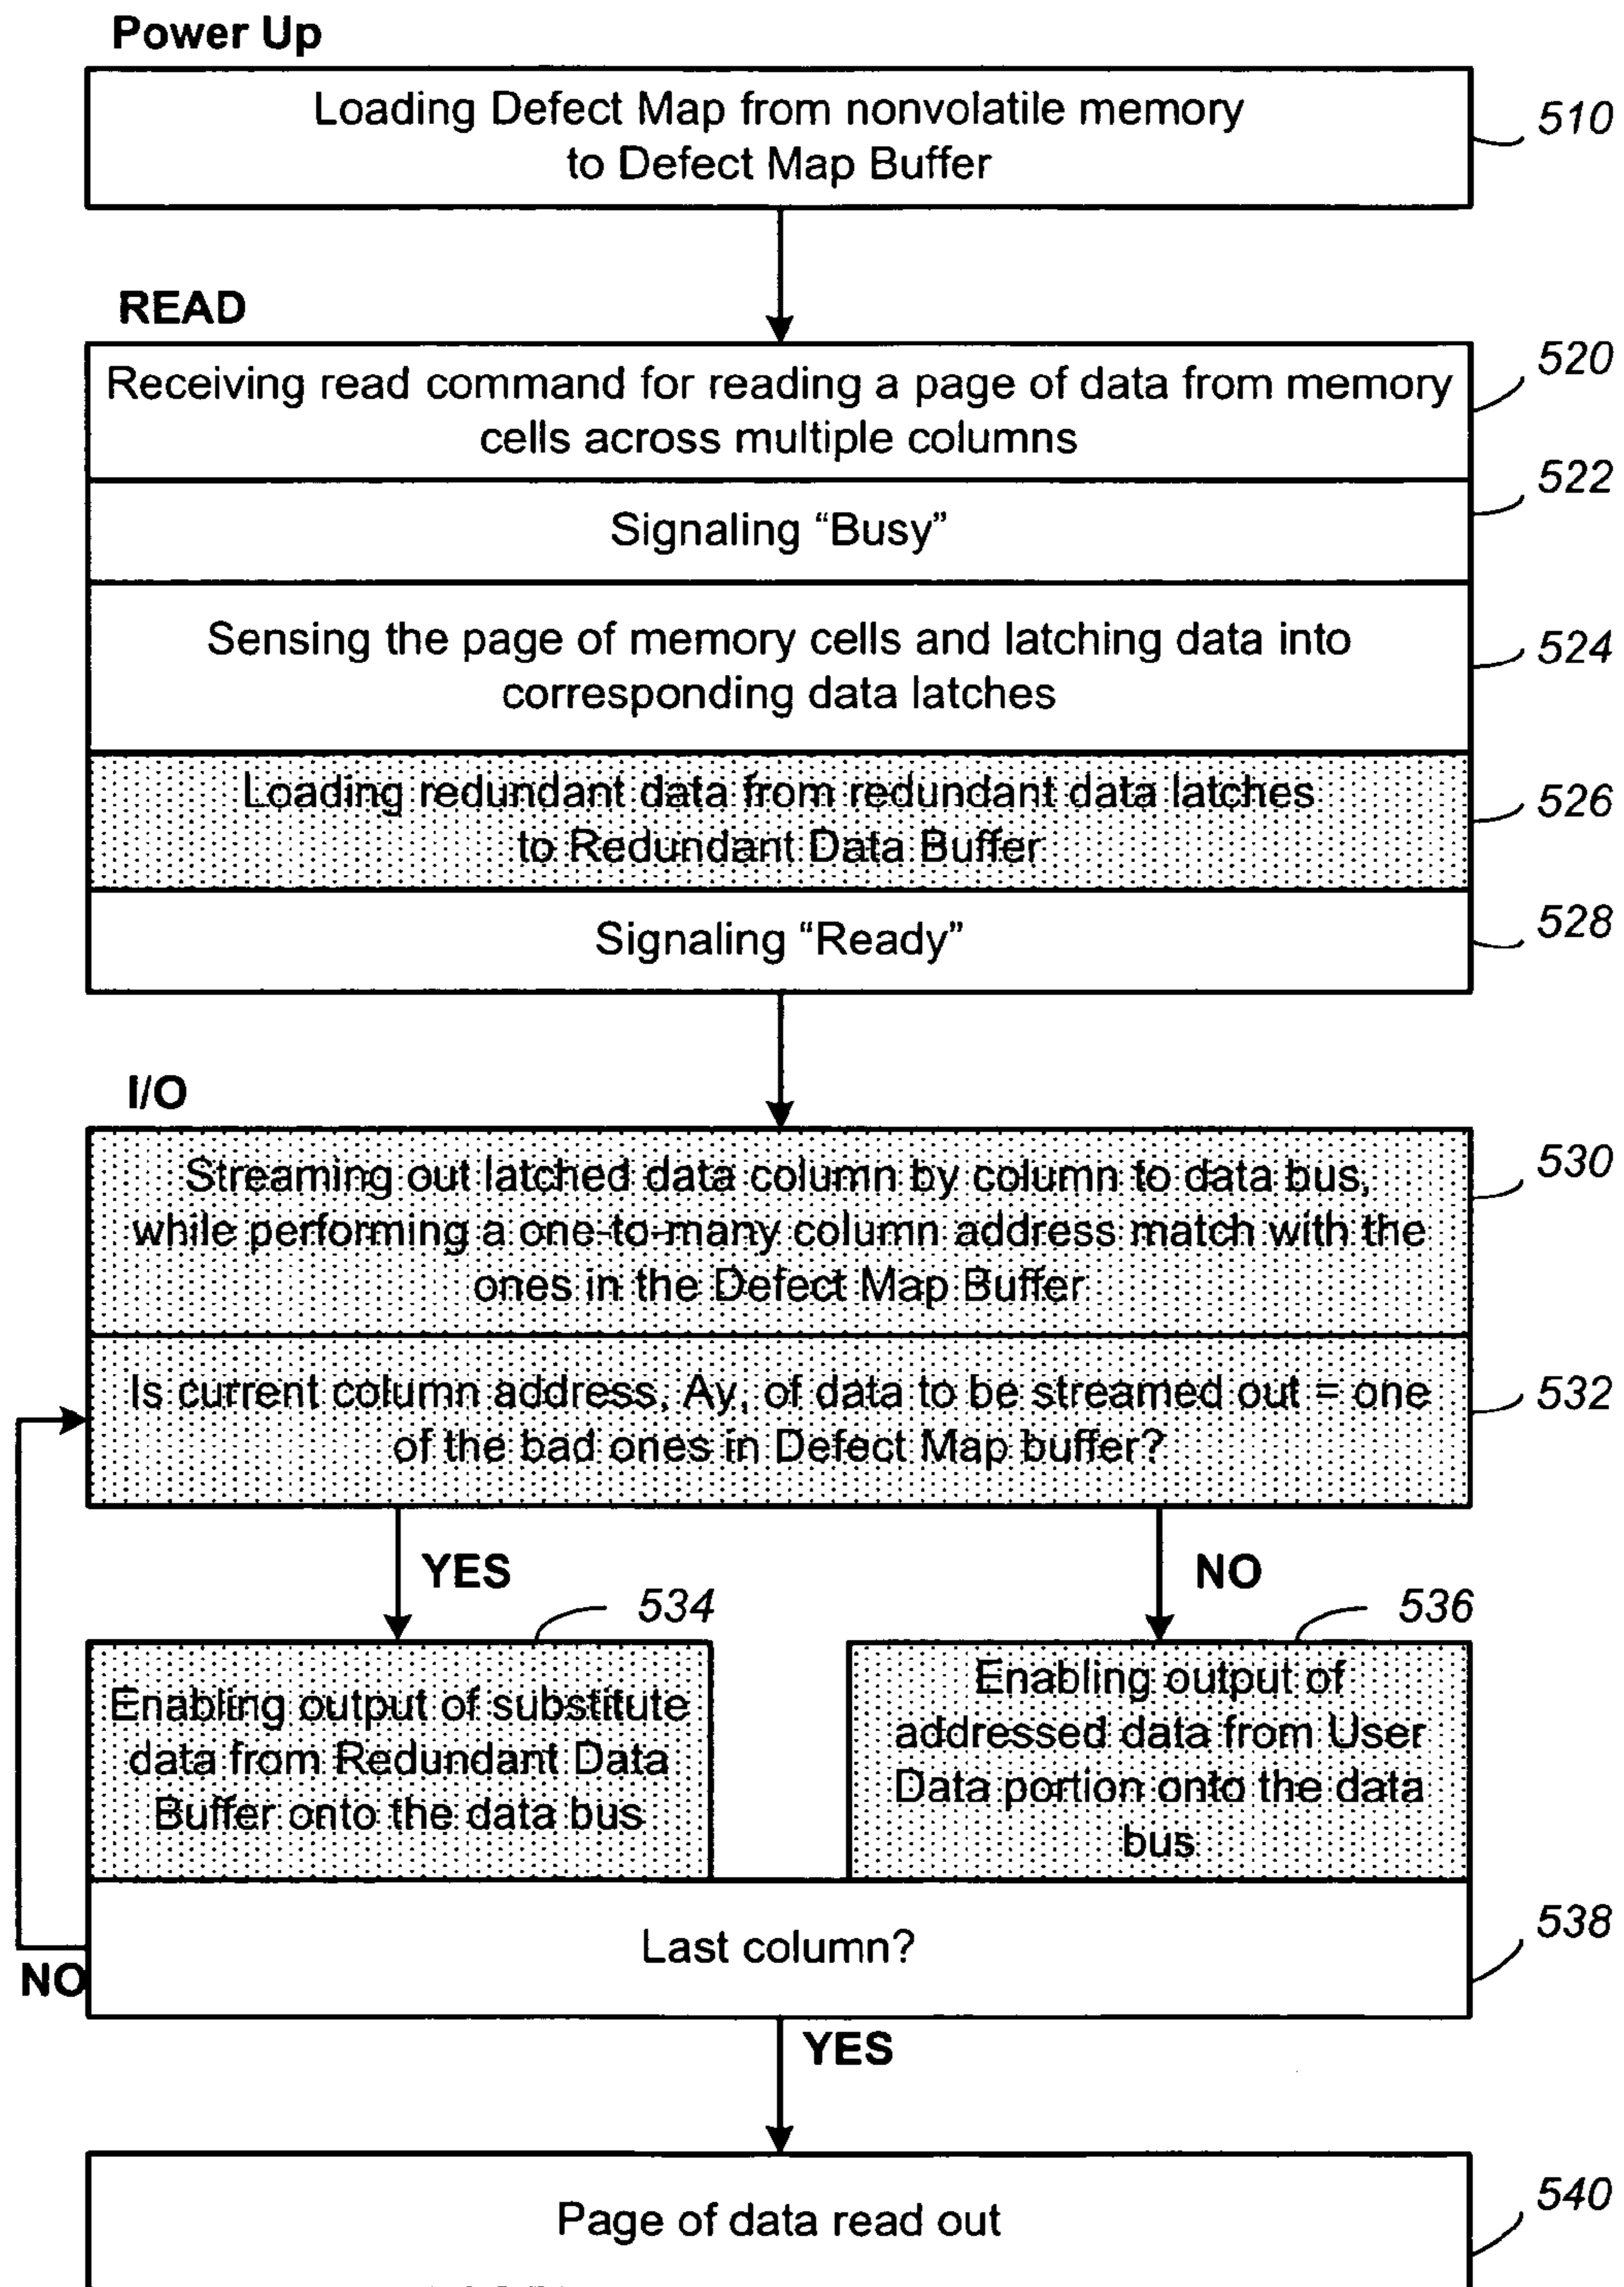 Power Up
Loading Defect Map from nonvolatile memory
to Defect Map Buffer
510
READ
Receiving read command for reading a page of data from memory
cells across multiple columns
520
Signaling “Busy”
522
Sensing the page of memory cells and latching data into
corresponding data latches
524
Loading redundant data from redundant data latches
to Redundant Data Buffer
526
Signaling “Ready”
528
I/O
Streaming out latched data column by column to data bus,
while performing a one-to-many column address match with the
ones in the Defect Map Buffer
530
Is current column address, Ay, of data to be streamed out = one
of the bad ones in Defect Map buffer?
532
YES
NO
534
536
Enabling output of substitute
data from Redundant Data
Buffer onto the data bus
Enabling output of
addressed data from User
Data portion onto the data
bus
Last column?
538
NO
YES
Page of data read out
540